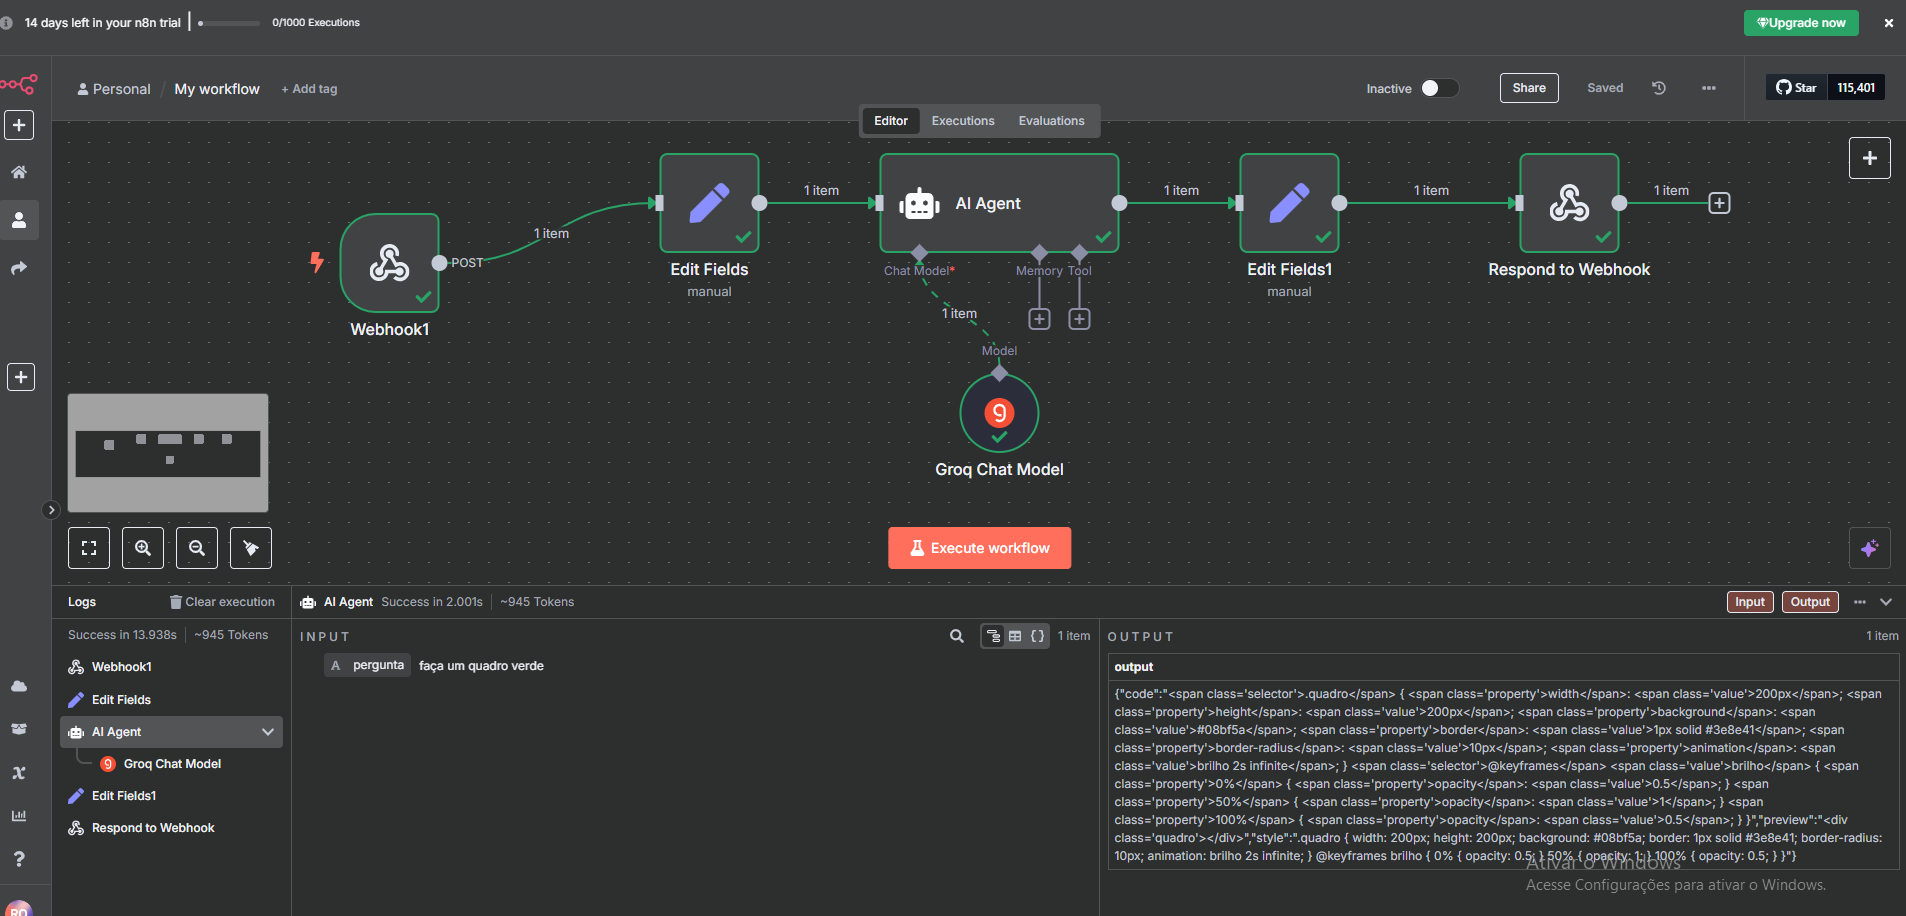 14 days left in your n8n trial
0/1000 Executions
Upgrade now
Personal / My workflow + Add tag
Inactive
Share
Saved
Star 115,401
Editor Executions Evaluations
1 item
1 item
1 item
1 item
1 item
AI Agent
POST
Webhook1
Edit Fields
manual
Chat Model*
Memory
Tool
Edit Fields1
manual
Respond to Webhook
1 item
Model
Groq Chat Model
Execute workflow
Logs
Clear execution
AI Agent Success in 2.001s ~945 Tokens
Input
Output
Success in 13.938s ~945 Tokens
Webhook1
Edit Fields
AI Agent
Groq Chat Model
Edit Fields1
Respond to Webhook
INPUT
1 item
A pergunta faça um quadro verde
OUTPUT
1 item
output
{"code":"<span class='selector'>.quadro</span> { <span class='property'>width</span>: <span class='value'>200px</span>; <span
class='property'>height</span>: <span class='value'>200px</span>; <span class='property'>background</span>: <span
class='value'>#08bf5a</span>; <span class='property'>border</span>: <span class='value'>1px solid #3e8e41</span>; <span
class='property'>border-radius</span>: <span class='value'>10px</span>; <span class='property'>animation</span>: <span
class='value'>brilho 2s infinite</span>; } <span class='selector'>@keyframes</span> <span class='value'>brilho</span> { <span
class='property'>0%</span> { <span class='property'>opacity</span>: <span class='value'>0.5</span>; } <span
class='property'>50%</span> { <span class='property'>opacity</span>: <span class='value'>1</span>; } <span
class='property'>100%</span> { <span class='property'>opacity</span>: <span class='value'>0.5</span>; } }","preview":"<div
class='quadro'></div>","style":".quadro { width: 200px; height: 200px; background: #08bf5a; border: 1px solid #3e8e41; border-radius:
10px; animation: brilho 2s infinite; } @keyframes brilho { 0% { opacity: 0.5; } 50% { opacity: 1; } 100% { opacity: 0.5; } }"}
Ativar o Windows
Acesse Configurações para ativar o Windows.
RO